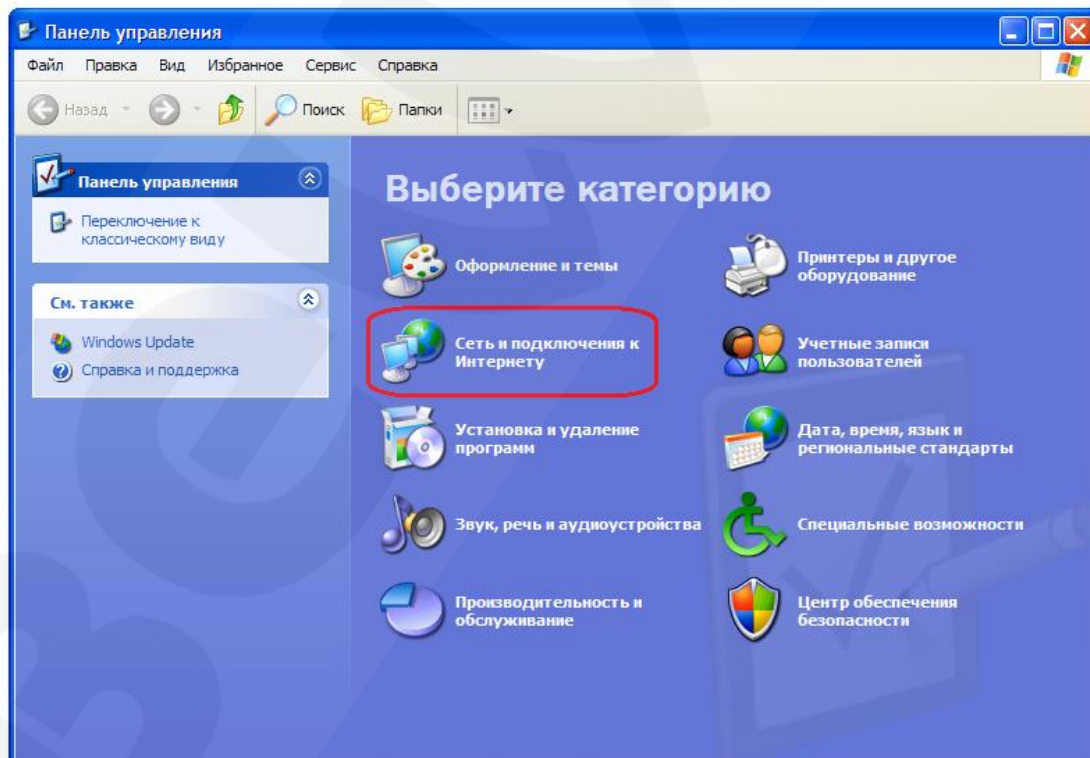 Панель управления
Файл Правка Вид Избранное Сервис Справка
Назад Поиск Папки
Панель управления
Переключение к
классическому виду
См. также
Windows Update
Справка и поддержка
Выберите категорию
Оформление и темы
Принтеры и другое
оборудование
Сеть и подключения к
Интернету
Учетные записи
пользователей
Установка и удаление
программ
Дата, время, язык и
региональные стандарты
Звук, речь и аудиоустройства
Специальные возможности
Производительность и
обслуживание
Центр обеспечения
безопасности